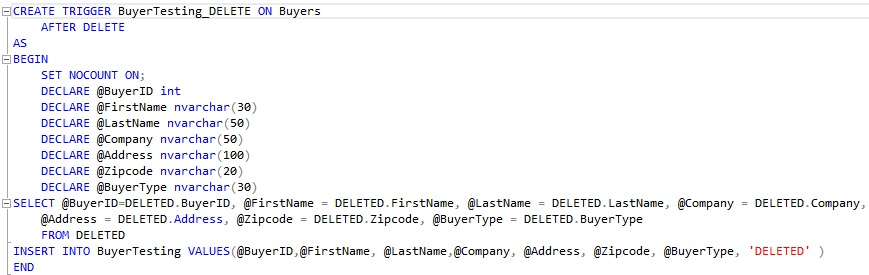 CREATE TRIGGER BuyerTesting_DELETE ON Buyers
AFTER DELETE
AS
BEGIN
SET NOCOUNT ON;
DECLARE @BuyerID int
DECLARE @FirstName nvarchar(30)
DECLARE @LastName nvarchar(50)
DECLARE @Company nvarchar(50)
DECLARE @Address nvarchar(100)
DECLARE @Zipcode nvarchar(20)
DECLARE @BuyerType nvarchar(30)
SELECT @BuyerID=DELETED.BuyerID, @FirstName = DELETED.FirstName, @LastName = DELETED.LastName, @Company = DELETED.Company,
@Address = DELETED.Address, @Zipcode = DELETED.Zipcode, @BuyerType = DELETED.BuyerType
FROM DELETED
INSERT INTO BuyerTesting VALUES(@BuyerID,@FirstName, @LastName,@Company, @Address, @Zipcode, @BuyerType, 'DELETED' )
END